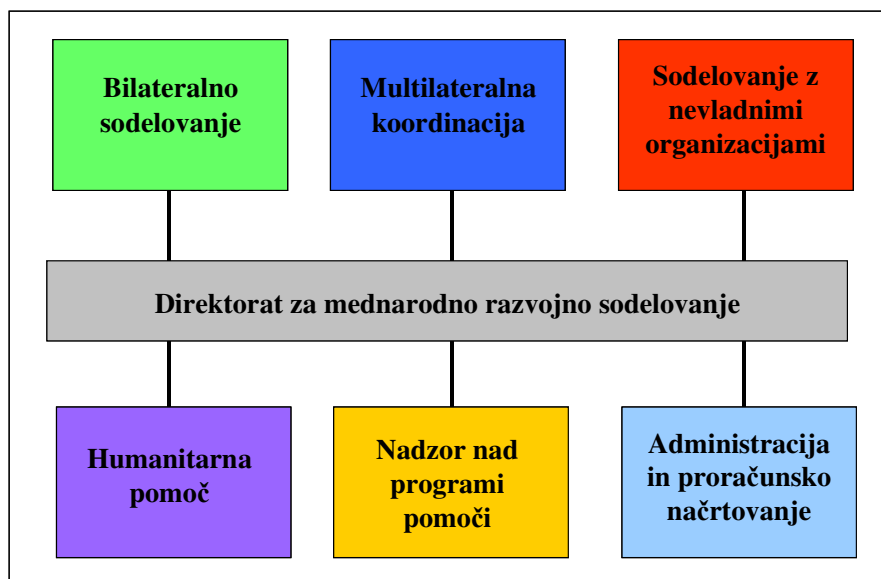 Bilateralno
sodelovanje
Multilateralna
koordinacija
Sodelovanje z
nevladnimi
organizacijami
Direktorat za mednarodno razvojno sodelovanje
Humanitarna
pomoč
Nadzor nad
programi
pomoči
Administracija
in proračunsko
načrtovanje